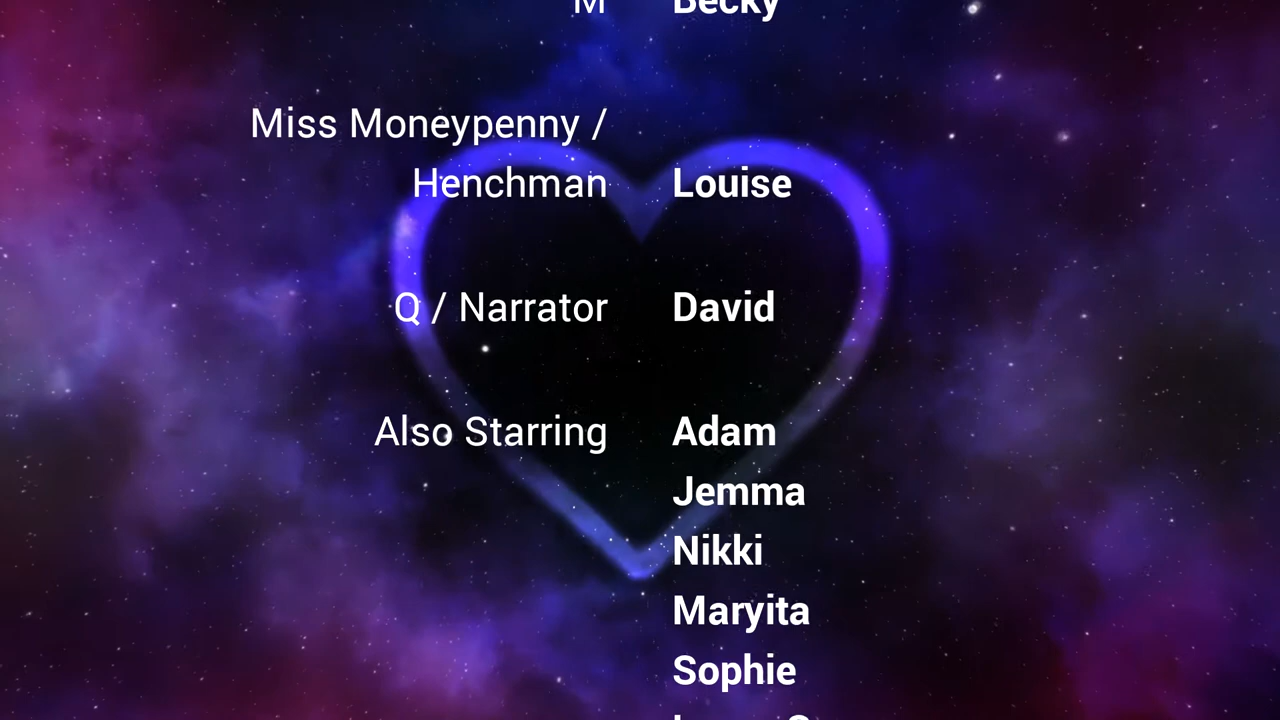 M Becky
Miss Moneypenny /
Henchman Louise
Q / Narrator David
Also Starring Adam
Jemma
Nikki
Maryita
Sophie